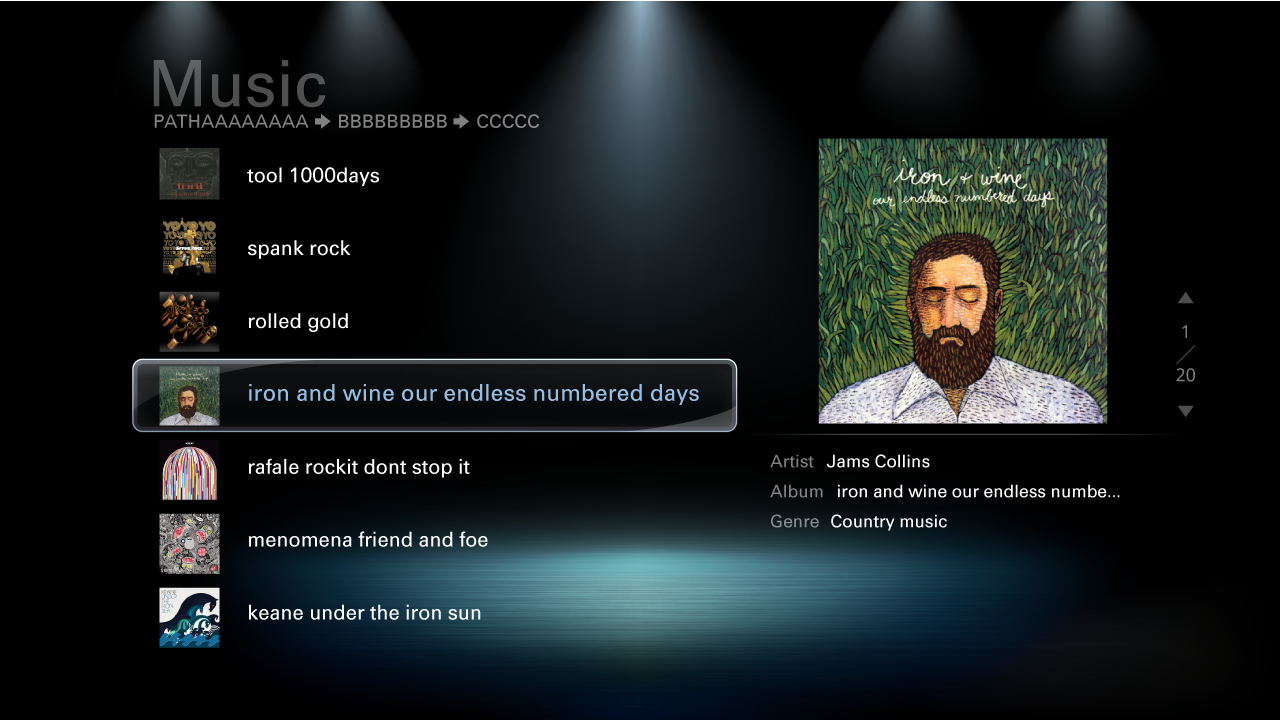 Music
PATHAAAAAAAA BBBBBBBBB CCCCC
tool 1000days
spank rock
rolled gold
iron and wine our endless numbered days
rafale rockit dont stop it
menomena friend and foe
keane under the iron sun
iron + wine
our endless numbered days
1
20
Artist Jams Collins
Album iron and wine our endless numbe...
Genre Country music